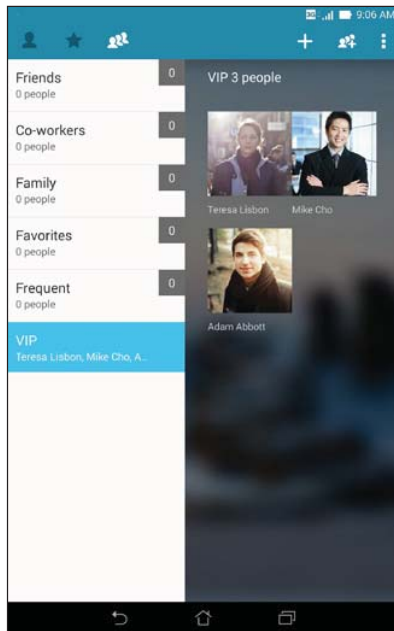 3G 9:06 AM
Friends
0 people
0
Co-workers
0 people
0
Family
0 people
0
Favorites
0 people
0
Frequent
0 people
0
VIP
Teresa Lisbon, Mike Cho, A...
VIP 3 people
Teresa Lisbon
Mike Cho
Adam Abbott